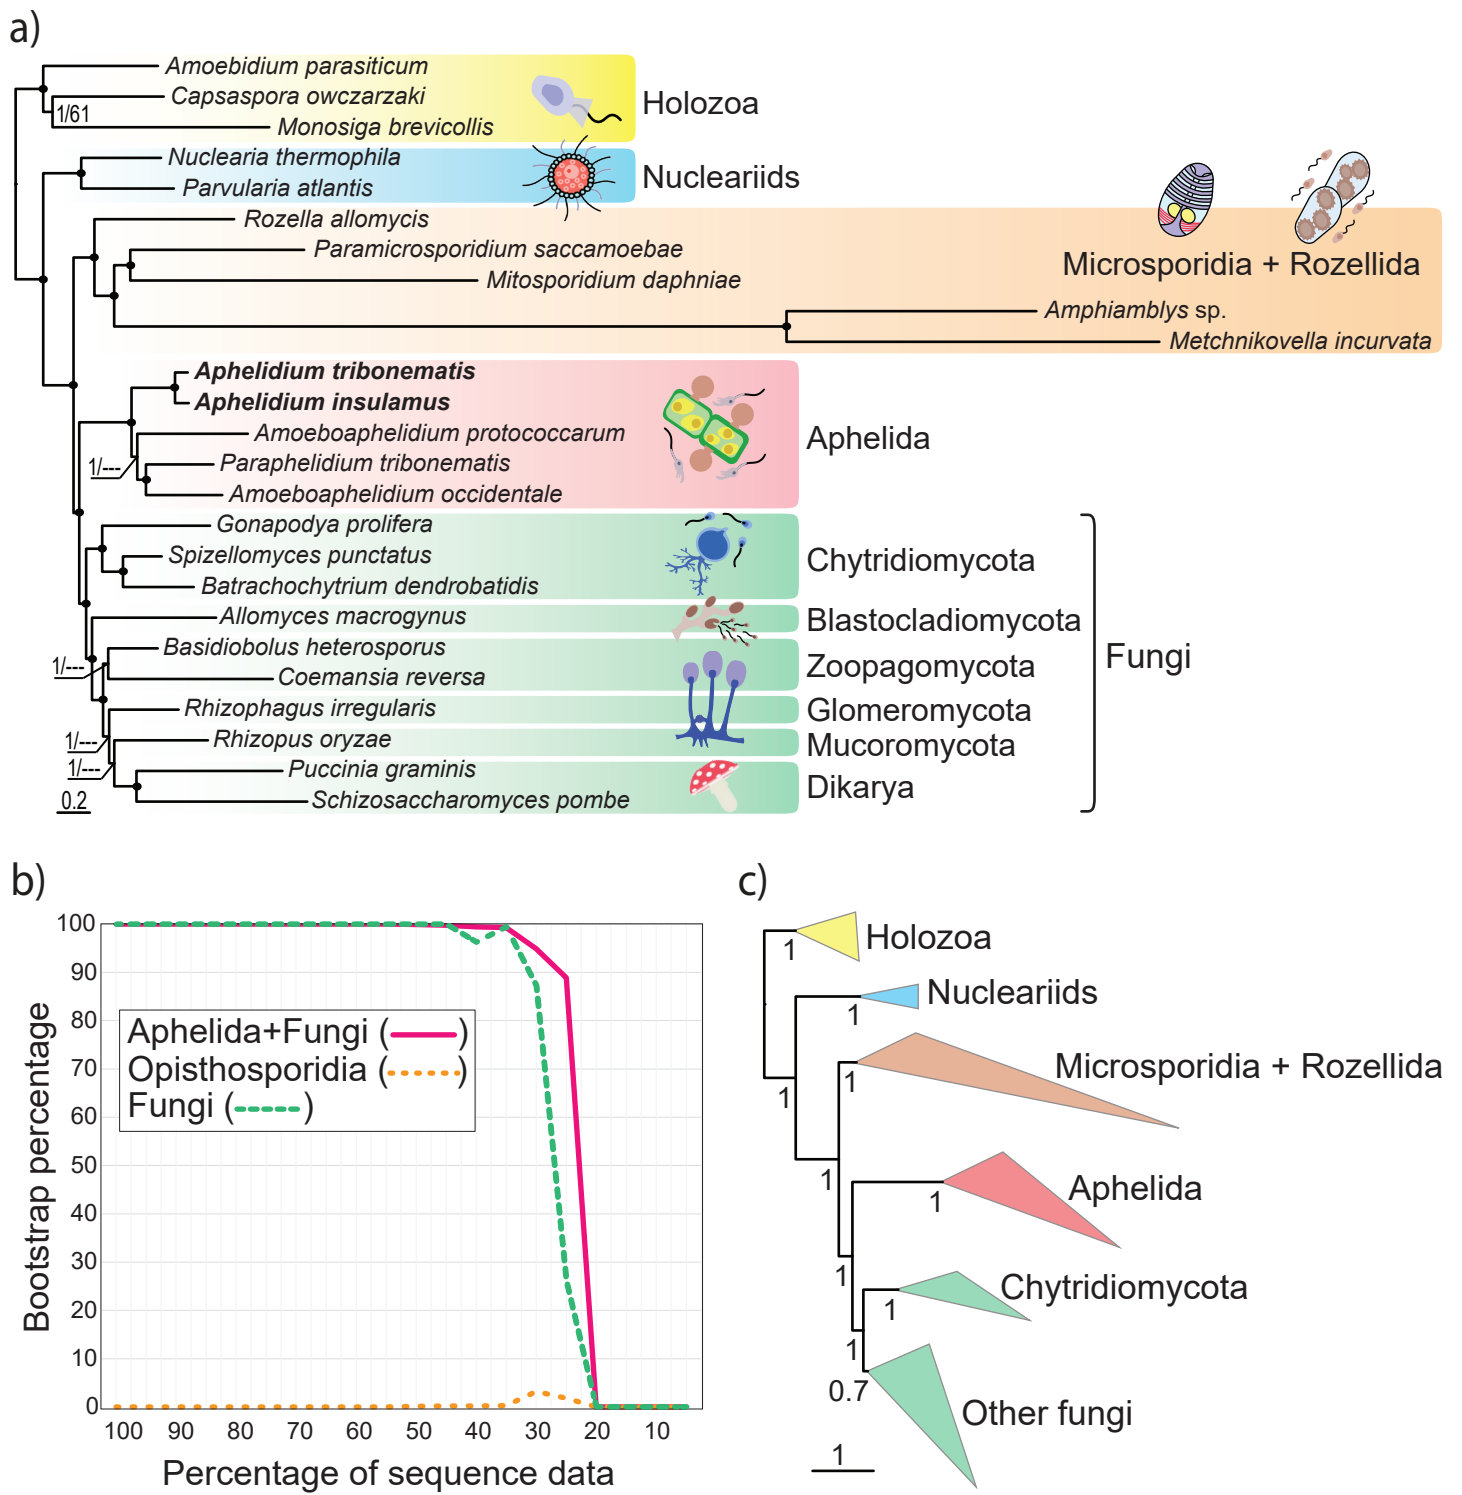 a)
Amoebidium parasiticum
Capsaspora owczarzaki
1/61
Monosiga brevicollis
Holozoa
Nuclearia thermophila
Parvularia atlantis
Nucleariids
Rozella allomycis
Paramicrosporidium saccamoebae
Mitosporidium daphniae
Microsporidia + Rozellida
Amphiamblys sp.
Metchnikovella incurvata
Aphelidium tribonematis
Aphelidium insulamus
Amoeboaphelidium protococcarum
1/---
Paraphelidium tribonematis
Amoeboaphelidium occidentale
Aphelida
Gonapodya prolifera
Spizellomyces punctatus
Batrachochytrium dendrobatidis
Chytridiomycota
Allomyces macrogynus
Blastocladiomycota
Basidiobolus heterosporus
1/---
Coemansia reversa
Zoopagomycota
Fungi
Rhizophagus irregularis
Glomeromycota
1/---
Rhizopus oryzae
Mucoromycota
1/---
Puccinia graminis
Schizosaccharomyces pombe
Dikarya
0.2
b)
100
90
80
70
60
50
40
30
20
10
0
Bootstrap percentage
Aphelida+Fungi ( )
Opisthosporidia ( )
Fungi ( )
100 90 80 70 60 50 40 30 20 10
Percentage of sequence data
c)
1
Holozoa
1
Nucleariids
1
1
Microsporidia + Rozellida
1
1
Aphelida
1
1
Chytridiomycota
1
0.7
Other fungi
1